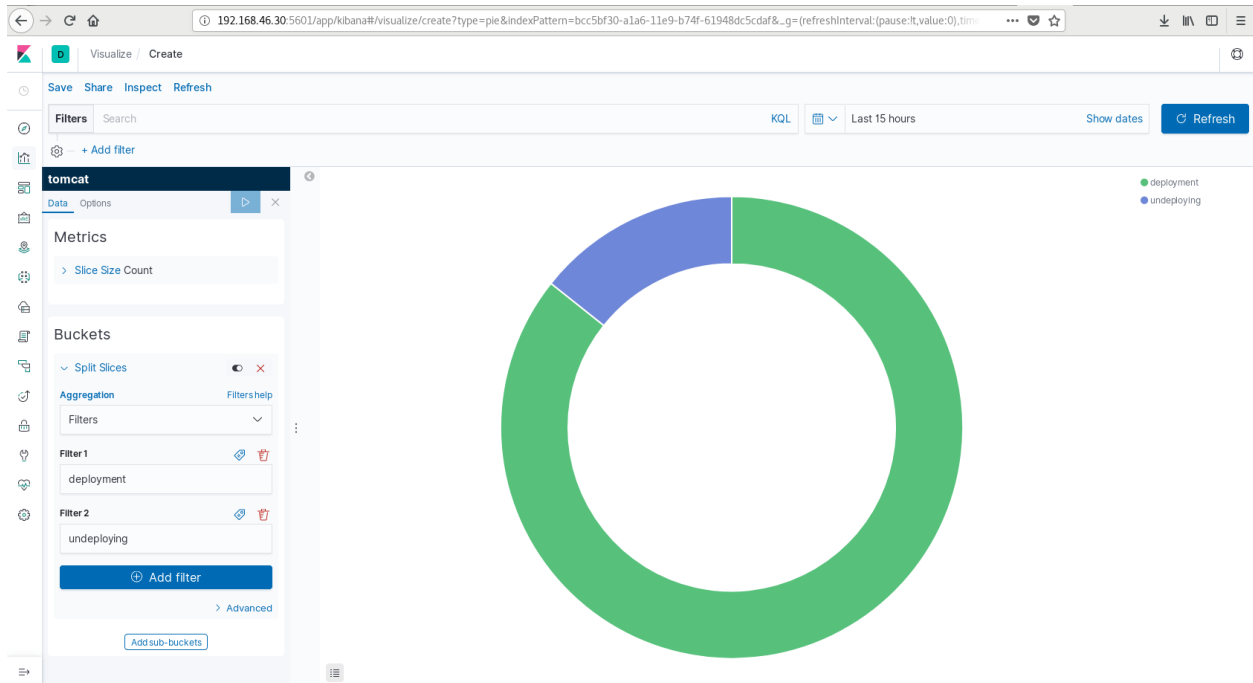 192.168.46.30:5601/app/kibana#/visualize/create?type=pie&indexPattern=bcc5bf30-a1a6-11e9-b74f-61948dc5cdaf&_g=(refreshInterval:(pause:!t,value:0),time
D Visualize / Create
Save Share Inspect Refresh
Filters Search KQL Last 15 hours Show dates Refresh
+ Add filter
tomcat
Data Options
Metrics
Slice Size Count
Buckets
Split Slices
Aggregation Filters help
Filters
Filter 1
deployment
Filter 2
undeploying
Add filter
Advanced
Add sub-buckets
deployment
undeploying